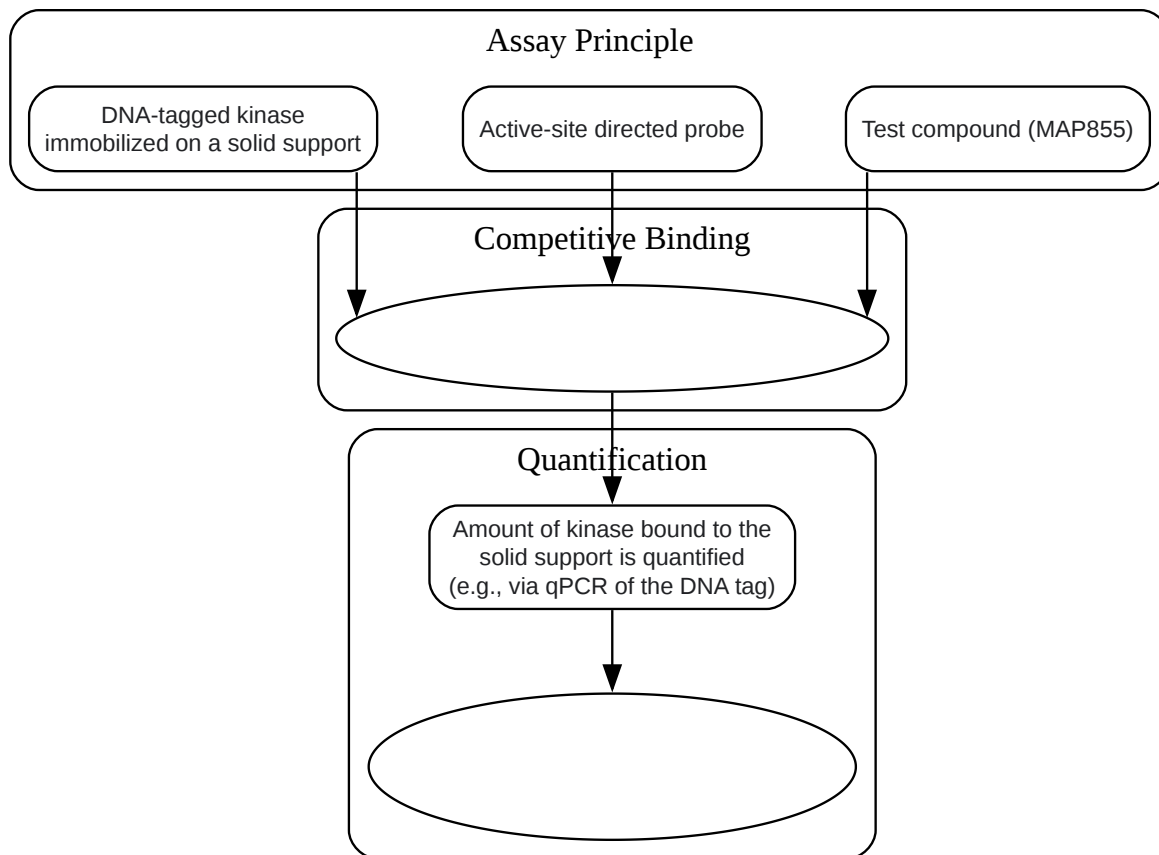 Assay Principle
DNA-tagged kinase
immobilized on a solid support
Active-site directed probe
Test compound (MAP855)
Competitive Binding
Quantification
Amount of kinase bound to the
solid support is quantified
(e.g., via qPCR of the DNA tag)